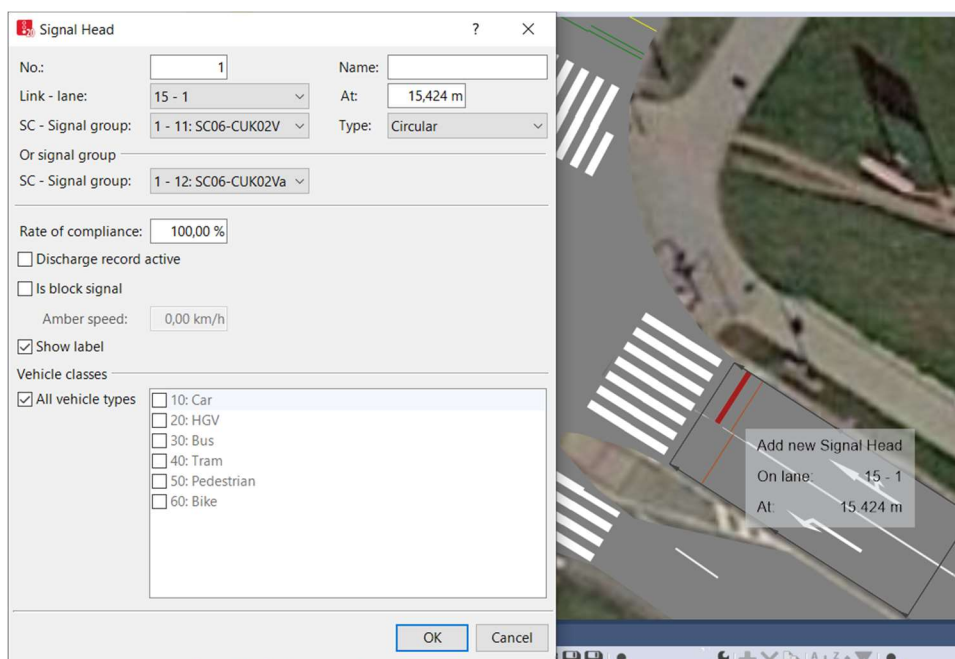 Signal Head ? ×
No.: 1 Name:
Link - lane: 15 - 1 At: 15,424 m
SC - Signal group: 1 - 11: SC06-CUK02V Type: Circular
Or signal group
SC - Signal group: 1 - 12: SC06-CUK02Va
Rate of compliance: 100,00 %
Discharge record active
Is block signal
Amber speed: 0,00 km/h
Show label
Vehicle classes
All vehicle types
10: Car
20: HGV
30: Bus
40: Tram
50: Pedestrian
60: Bike
OK Cancel
Add new Signal Head
On lane: 15 - 1
At: 15.424 m